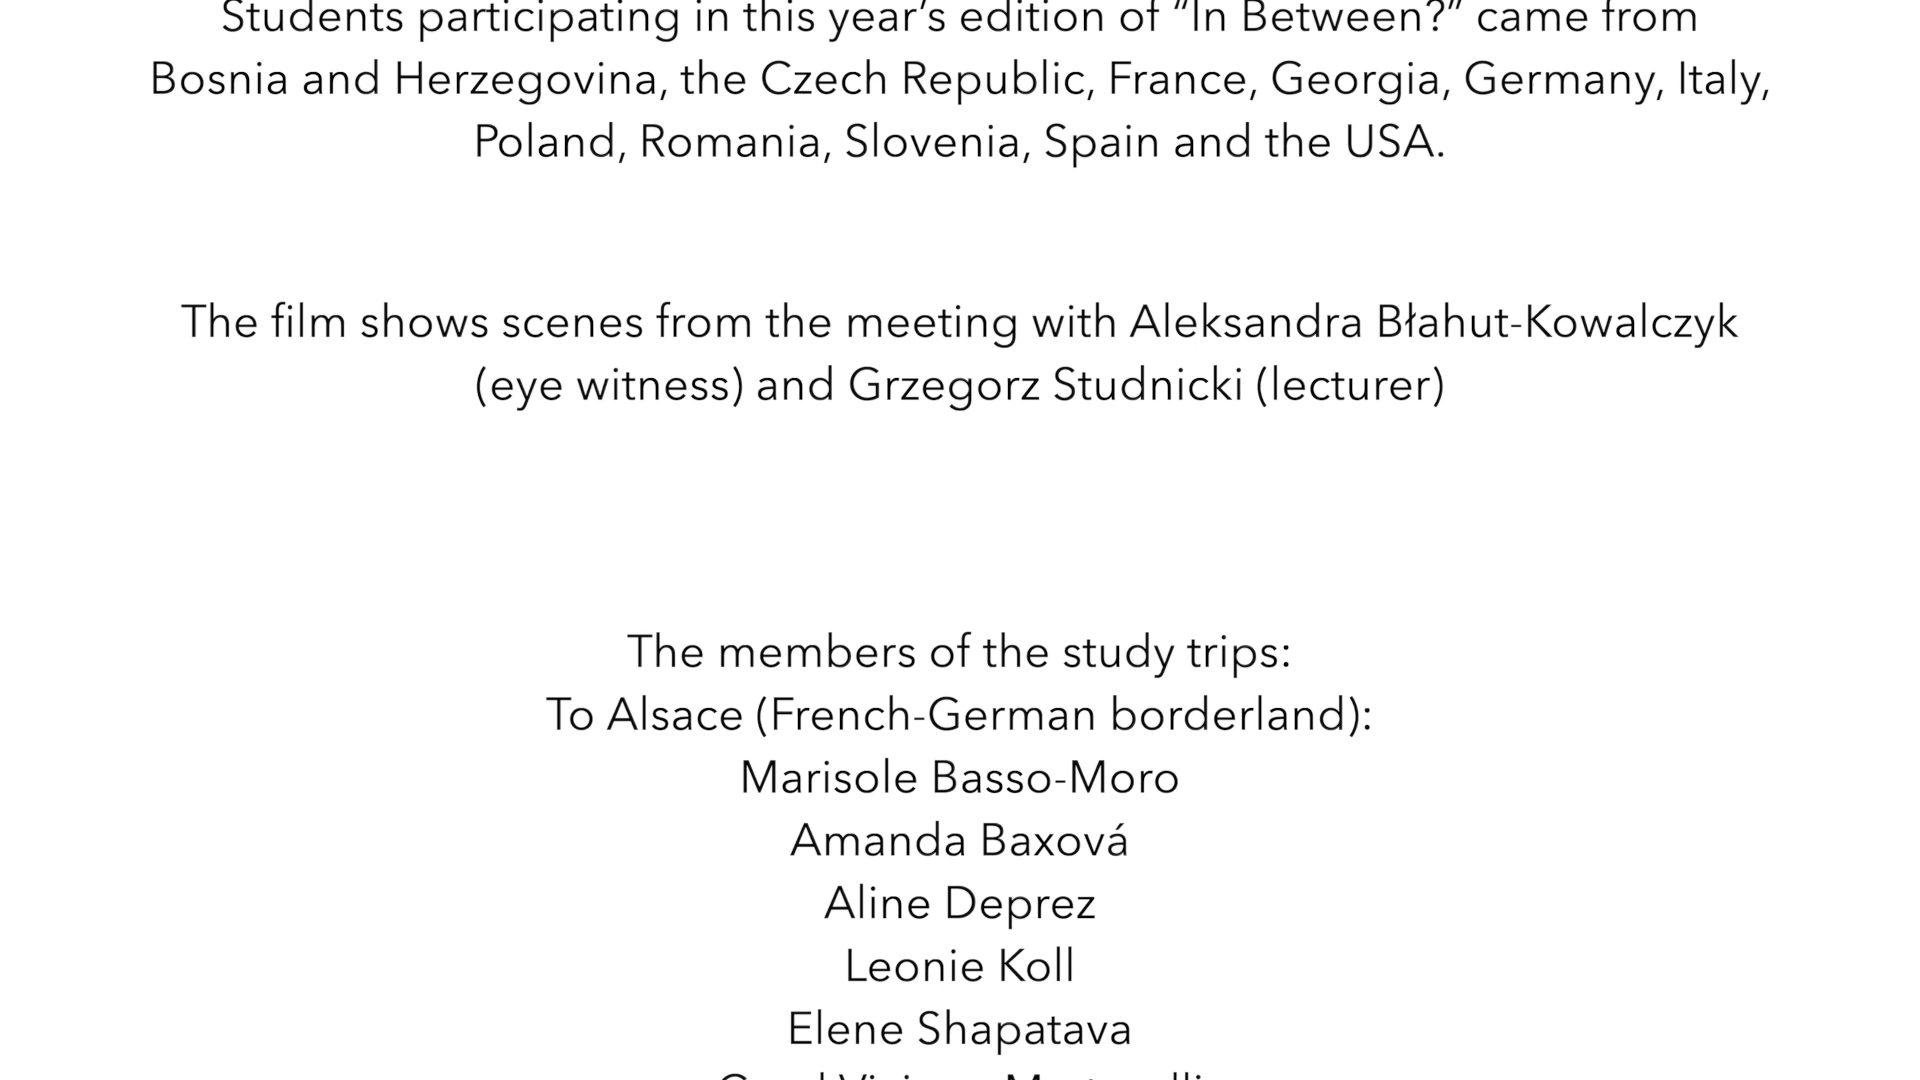 Students participating in this year’s edition of “In Between?” came from
Bosnia and Herzegovina, the Czech Republic, France, Georgia, Germany, Italy,
Poland, Romania, Slovenia, Spain and the USA.
The film shows scenes from the meeting with Aleksandra Błahut-Kowalczyk
(eye witness) and Grzegorz Studnicki (lecturer)
The members of the study trips:
To Alsace (French-German borderland):
Marisole Basso-Moro
Amanda Baxová
Aline Deprez
Leonie Koll
Elene Shapatava